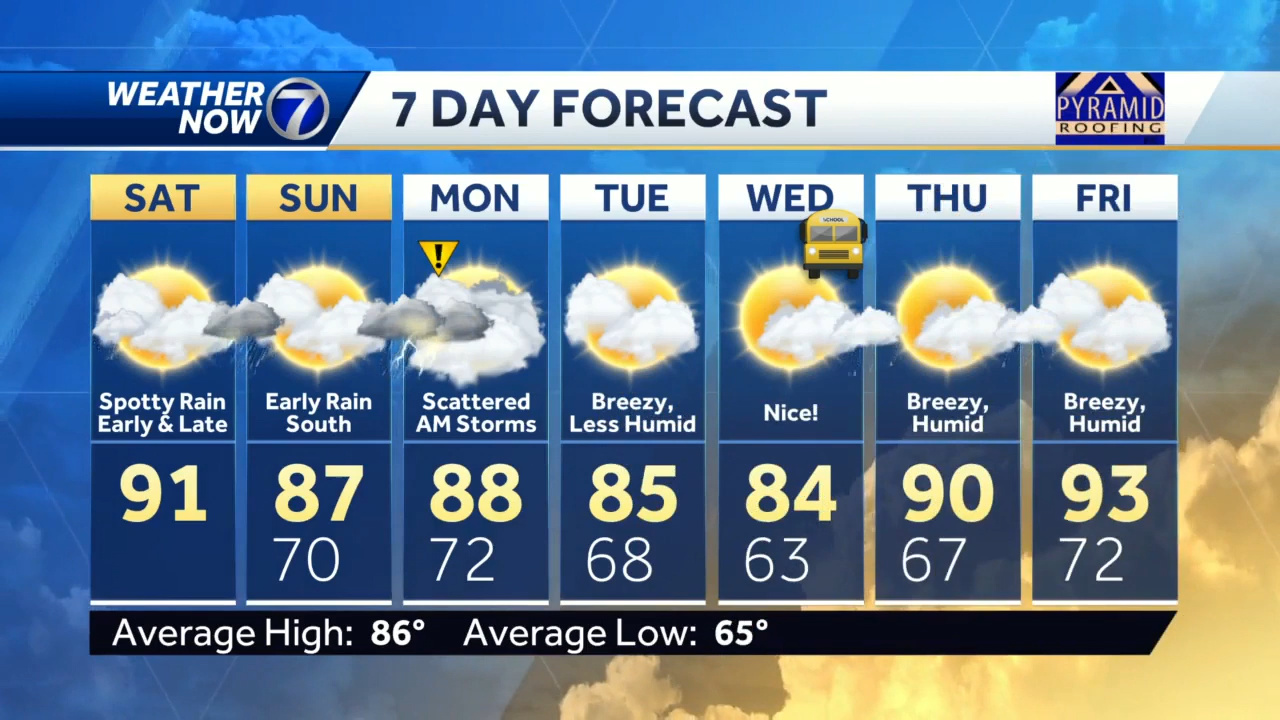 WEATHER
NOW
7
7 DAY FORECAST
PYRAMID
ROOFING
SAT
SUN
MON
TUE
WED
THU
FRI
SCHOOL
!
Spotty Rain
Early & Late
Early Rain
South
Scattered
AM Storms
Breezy,
Less Humid
Nice!
Breezy,
Humid
Breezy,
Humid
91
87
88
85
84
90
93
70
72
68
63
67
72
Average High: 86° Average Low: 65°